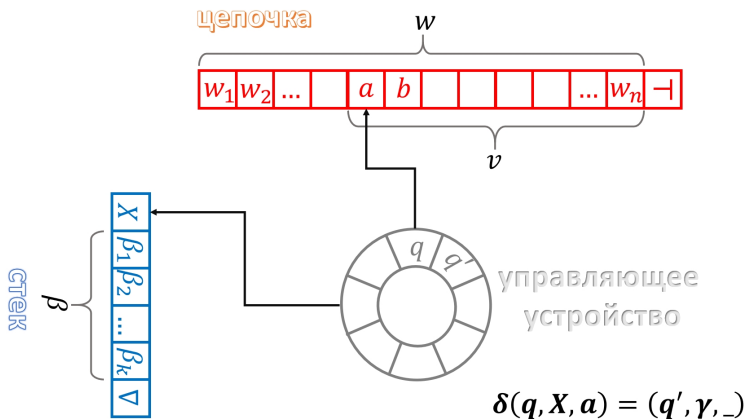 цепочка
w
w₁ w₂ ... a b ... wₙ ⊣
v
X
β₁ β₂ ... βₖ ∇
β
стек
q q'
управляющее
устройство
δ(q, X, a) = (q', γ, _)